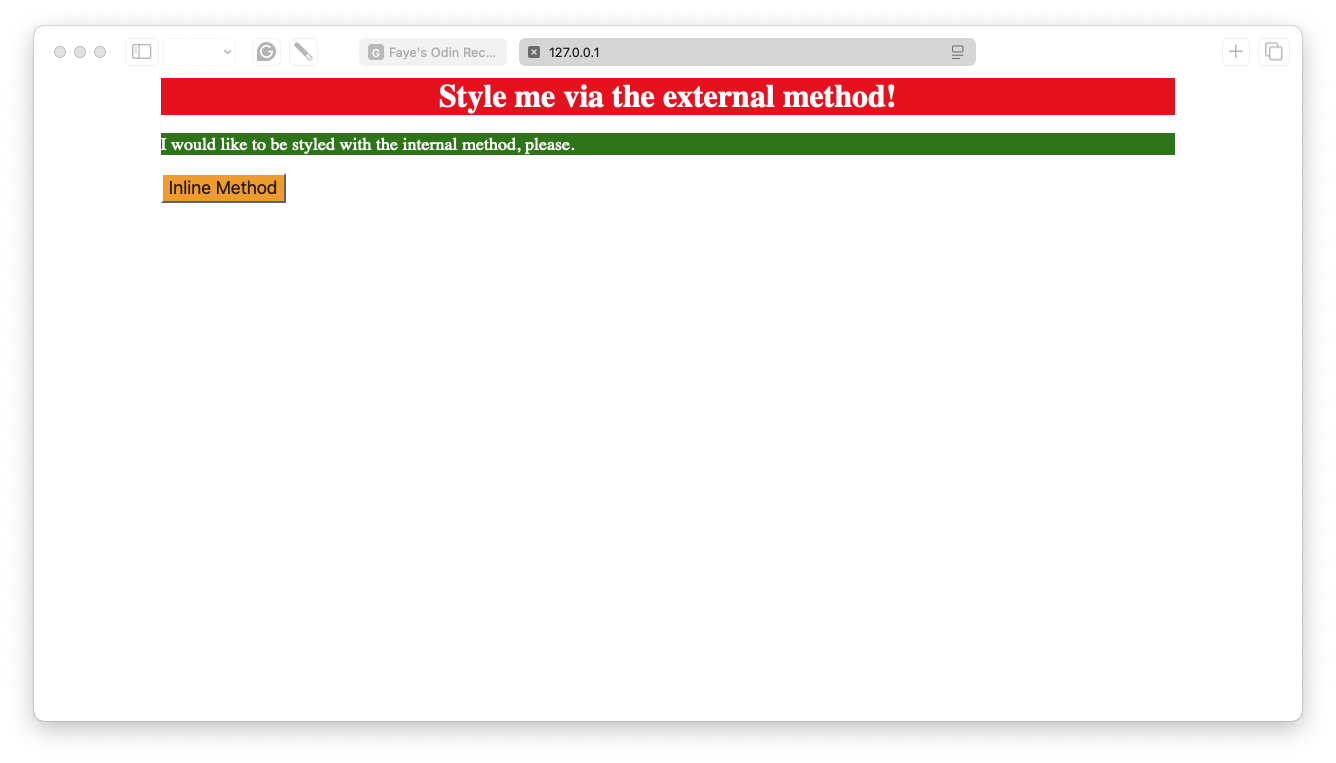 Faye's Odin Rec...
127.0.0.1
Style me via the external method!
I would like to be styled with the internal method, please.
Inline Method